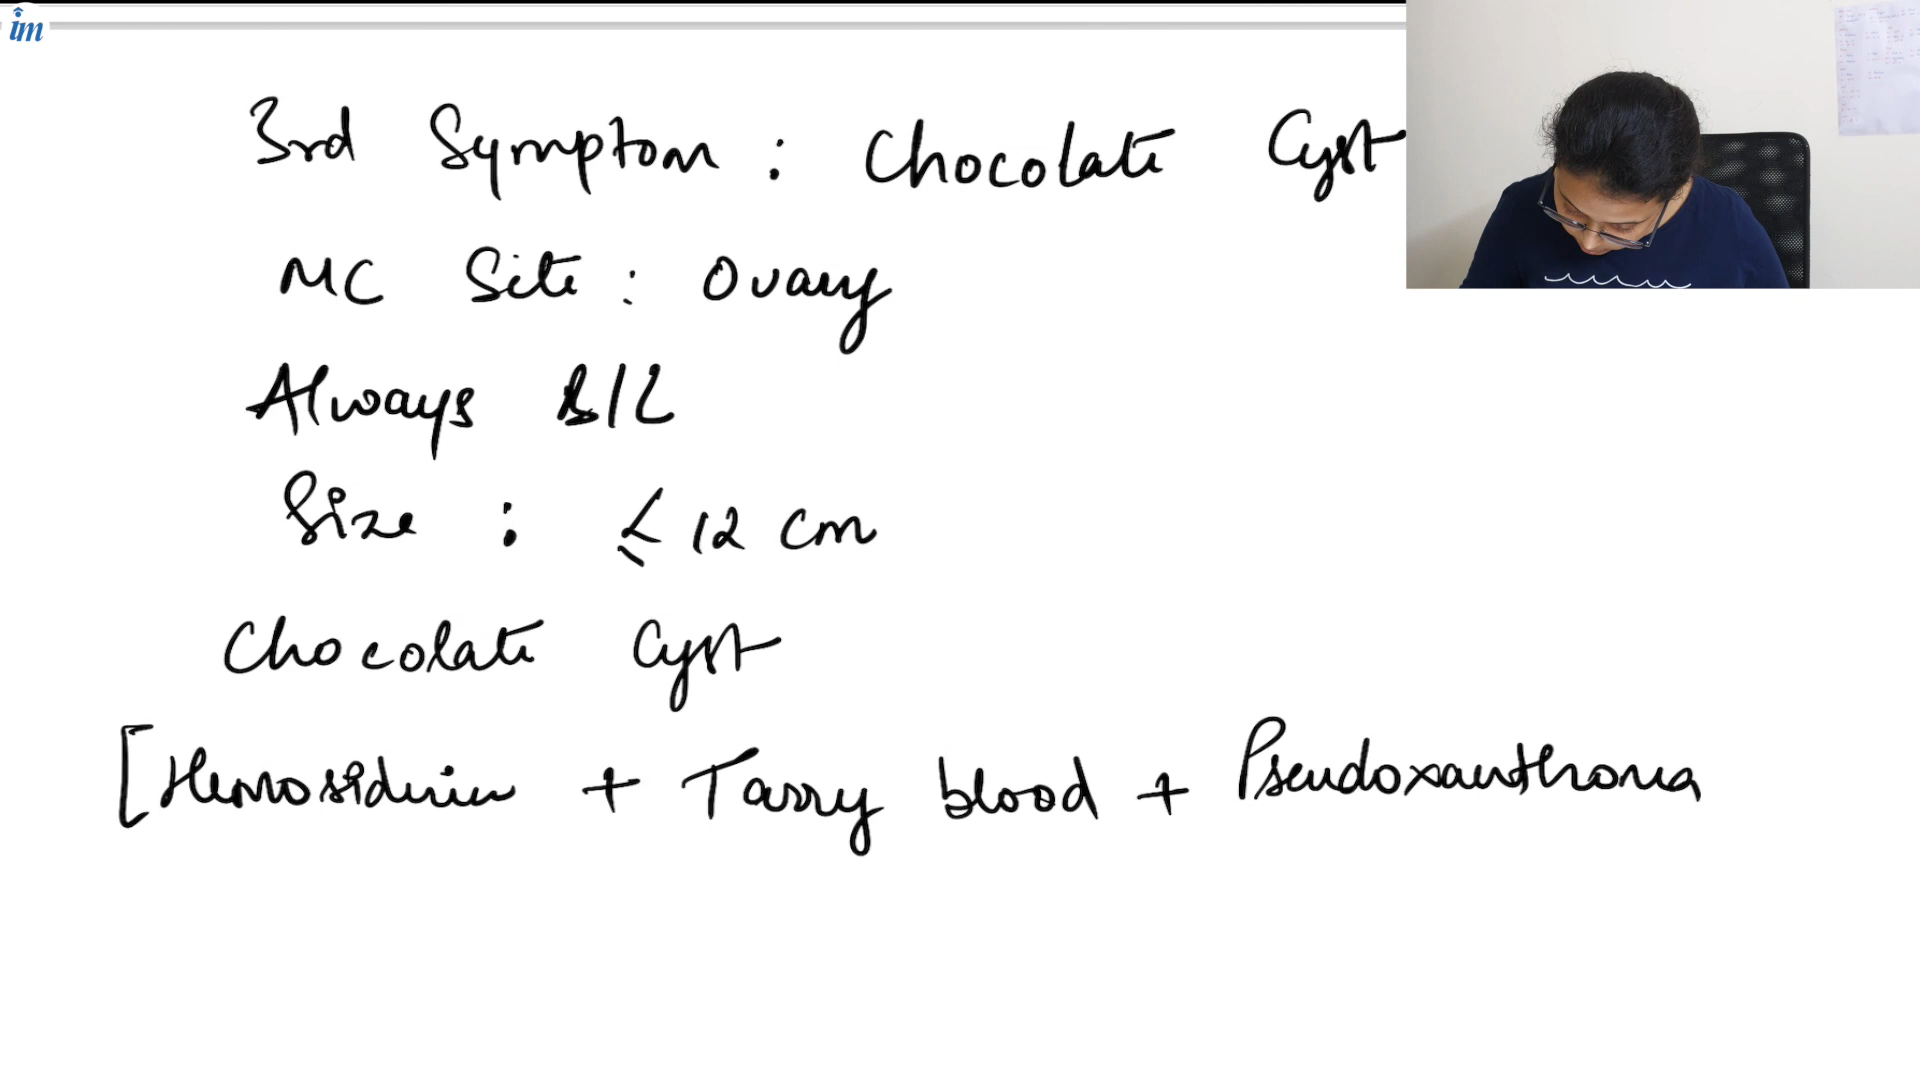 im
3rd Symptom : Chocolate Cyst
MC Site : Ovary
Always B/L
Size : ≤ 12 cm
Chocolate Cyst
[Hemosiderin + Tarry blood + Pseudoxanthoma